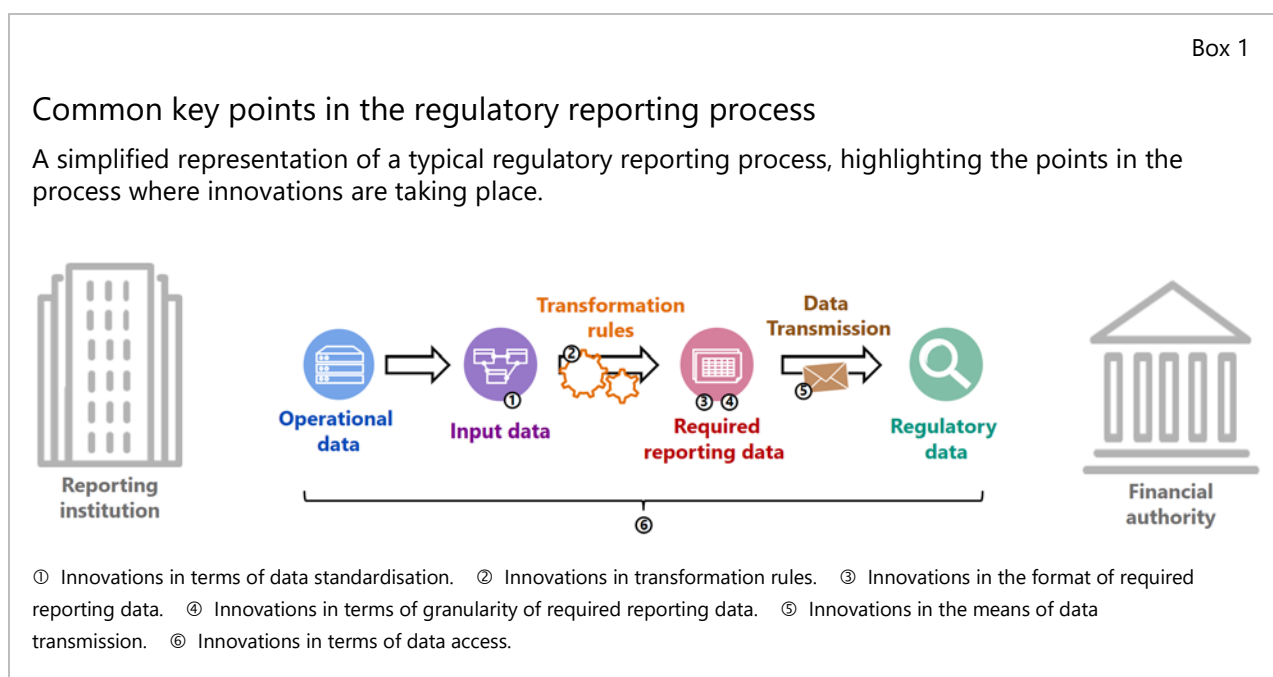 Box 1
Common key points in the regulatory reporting process
A simplified representation of a typical regulatory reporting process, highlighting the points in the
process where innovations are taking place.
Reporting
institution
Operational
data
Input data
①
Transformation
rules
②
Required
reporting data
③ ④
Data
Transmission
⑤
Regulatory
data
Financial
authority
⑥
① Innovations in terms of data standardisation. ② Innovations in transformation rules. ③ Innovations in the format of required
reporting data. ④ Innovations in terms of granularity of required reporting data. ⑤ Innovations in the means of data
transmission. ⑥ Innovations in terms of data access.